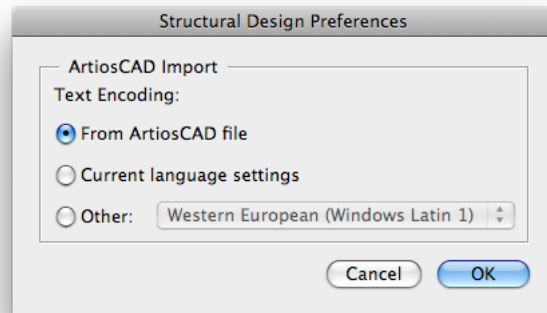 Structural Design Preferences
ArtiosCAD Import
Text Encoding:
From ArtiosCAD file
Current language settings
Other: Western European (Windows Latin 1)
Cancel OK